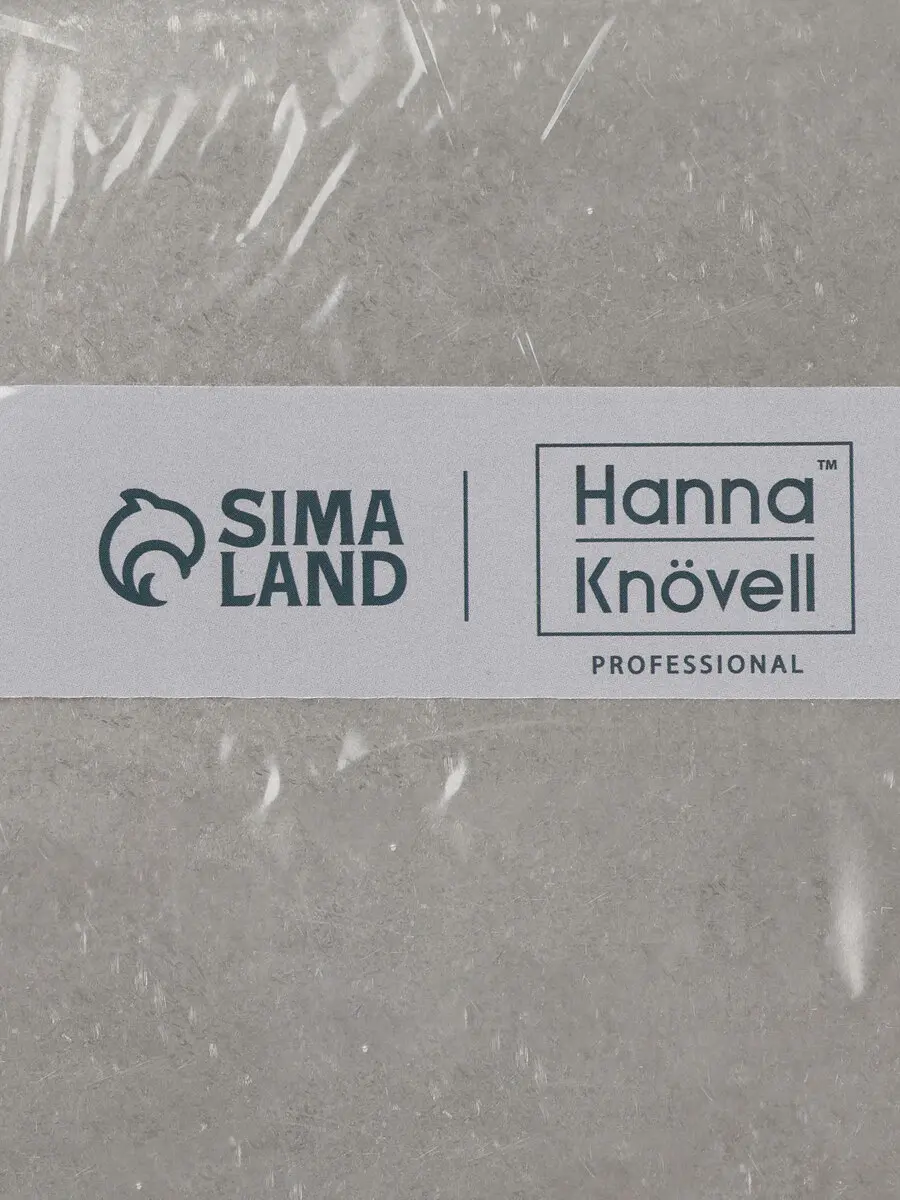 SIMA
LAND
Hanna™
Knövell
PROFESSIONAL